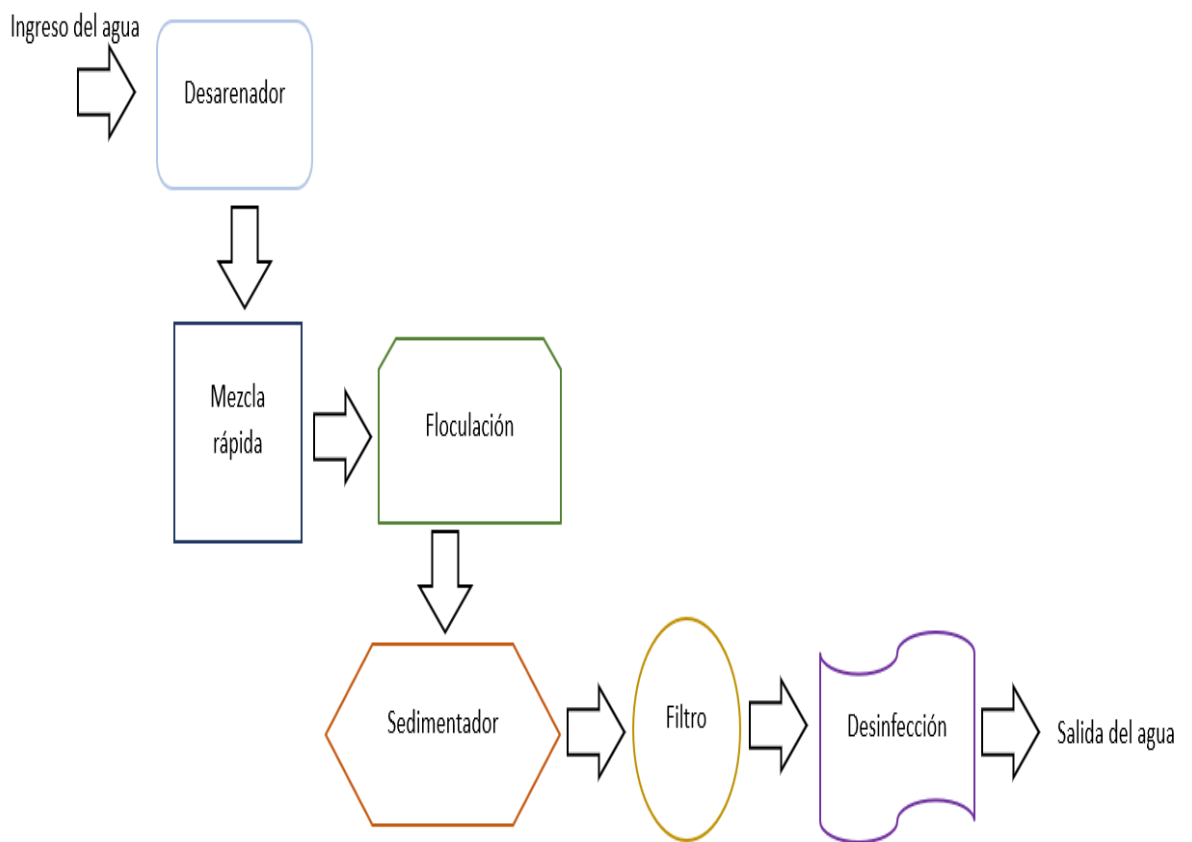 Ingreso del agua
Desarenador
Mezcla
rápida
Floculación
Sedimentador
Filtro
Desinfección
Salida del agua